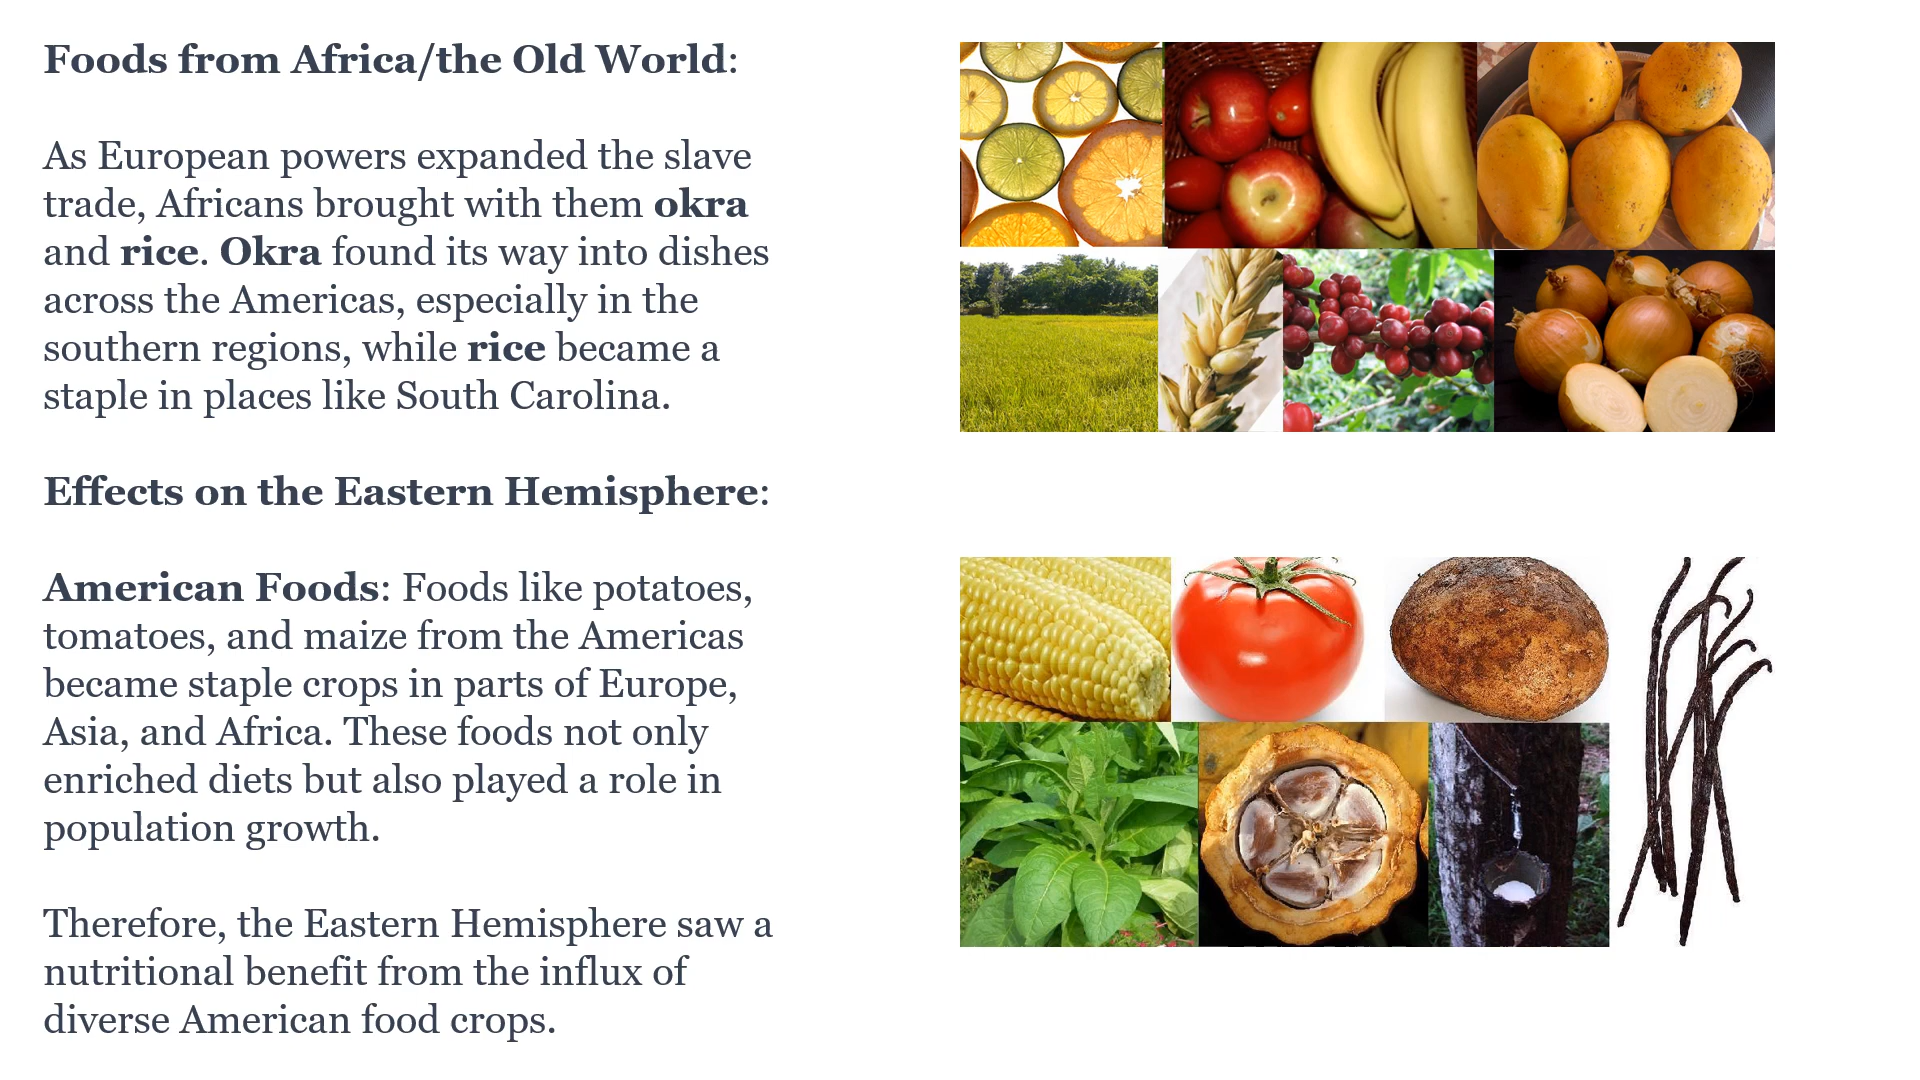 Foods from Africa/the Old World:
As European powers expanded the slave
trade, Africans brought with them okra
and rice. Okra found its way into dishes
across the Americas, especially in the
southern regions, while rice became a
staple in places like South Carolina.
Effects on the Eastern Hemisphere:
American Foods: Foods like potatoes,
tomatoes, and maize from the Americas
became staple crops in parts of Europe,
Asia, and Africa. These foods not only
enriched diets but also played a role in
population growth.
Therefore, the Eastern Hemisphere saw a
nutritional benefit from the influx of
diverse American food crops.